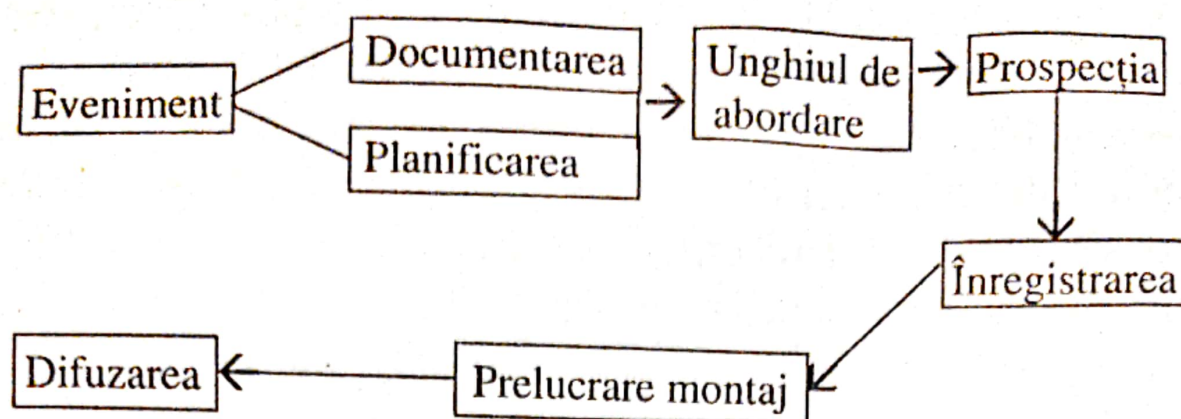 Eveniment
Documentarea
Planificarea
Unghiul de
abordare
Prospecția
Înregistrarea
Prelucrare montaj
Difuzarea